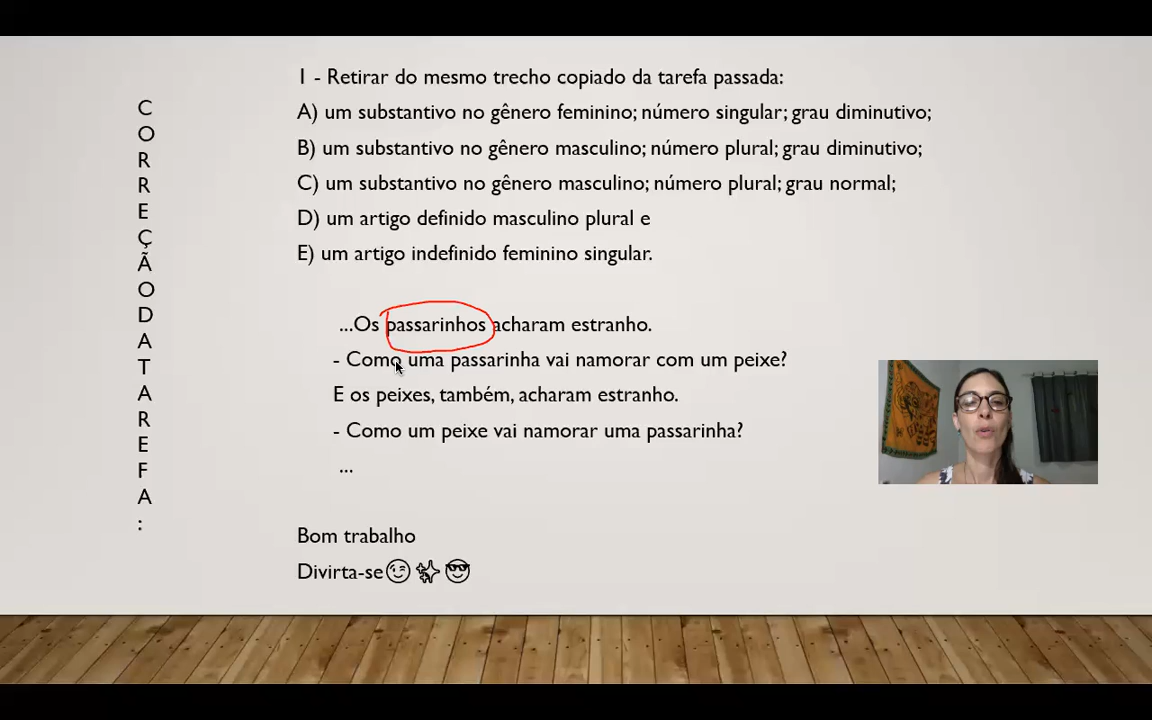 CORREÇÃO DA TAREFA:
1 - Retirar do mesmo trecho copiado da tarefa passada:
A) um substantivo no gênero feminino; número singular; grau diminutivo;
B) um substantivo no gênero masculino; número plural; grau diminutivo;
C) um substantivo no gênero masculino; número plural; grau normal;
D) um artigo definido masculino plural e
E) um artigo indefinido feminino singular.
...Os passarinhos acharam estranho.
- Como uma passarinha vai namorar com um peixe?
E os peixes, também, acharam estranho.
- Como um peixe vai namorar uma passarinha?
...
Bom trabalho
Divirta-se😉✨😎